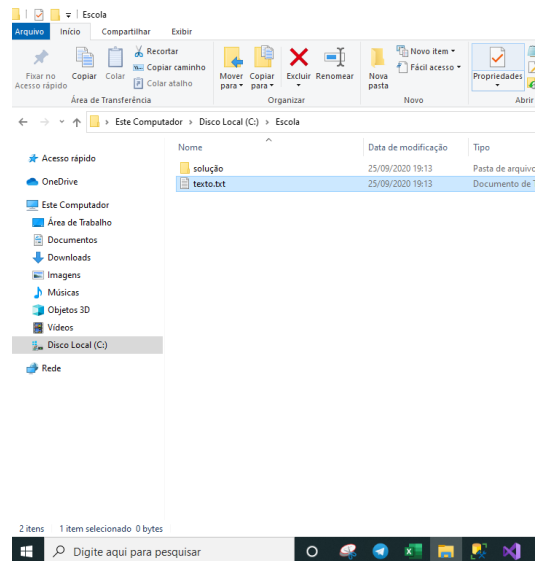 Escola
Arquivo Início Compartilhar Exibir
Fixar no Acesso rápido
Copiar
Colar
Recortar
Copiar caminho
Colar atalho
Área de Transferência
Mover para
Copiar para
Excluir
Renomear
Organizar
Nova pasta
Novo item
Fácil acesso
Novo
Propriedades
Abrir
Este Computador > Disco Local (C:) > Escola
Nome Data de modificação Tipo
solução 25/09/2020 19:13 Pasta de arquivo
texto.txt 25/09/2020 19:13 Documento de
Acesso rápido
OneDrive
Este Computador
Área de Trabalho
Documentos
Downloads
Imagens
Músicas
Objetos 3D
Vídeos
Disco Local (C:)
Rede
2 itens 1 item selecionado 0 bytes
Digite aqui para pesquisar